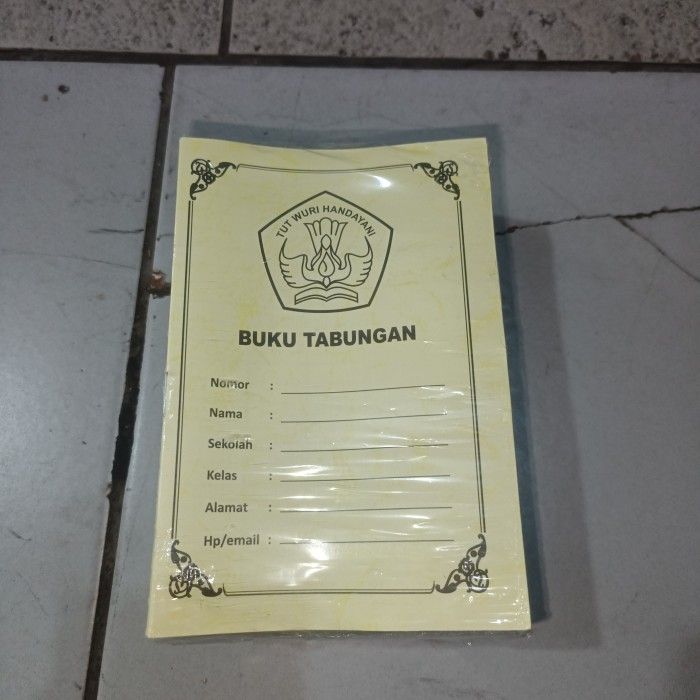 TUT WURI HANDAYANI
BUKU TABUNGAN
Nomor :
Nama :
Sekolah :
Kelas :
Alamat :
Hp/email :